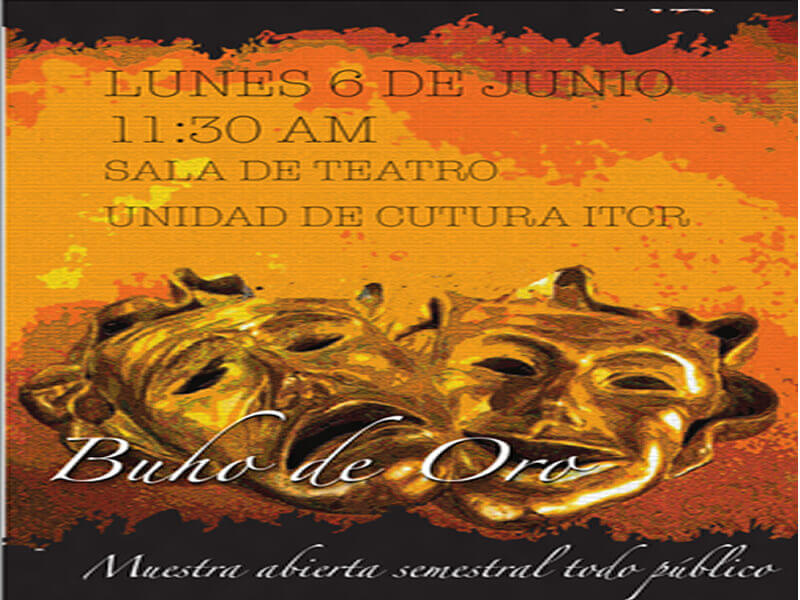 LUNES 6 DE JUNIO
11:30 AM
SALA DE TEATRO
UNIDAD DE CUTURA ITCR
Buho de Oro
Muestra abierta semestral todo público